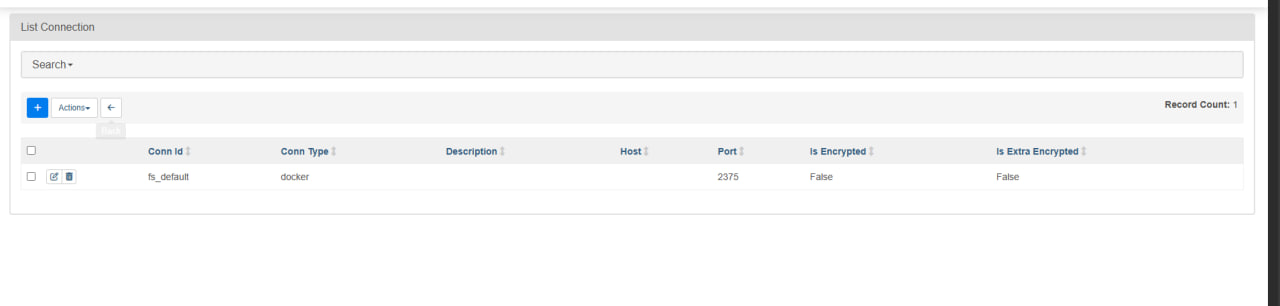 List Connection
Search
+ Actions
Record Count: 1
Back
Conn Id Conn Type Description Host Port Is Encrypted Is Extra Encrypted
fs_default docker 2375 False False